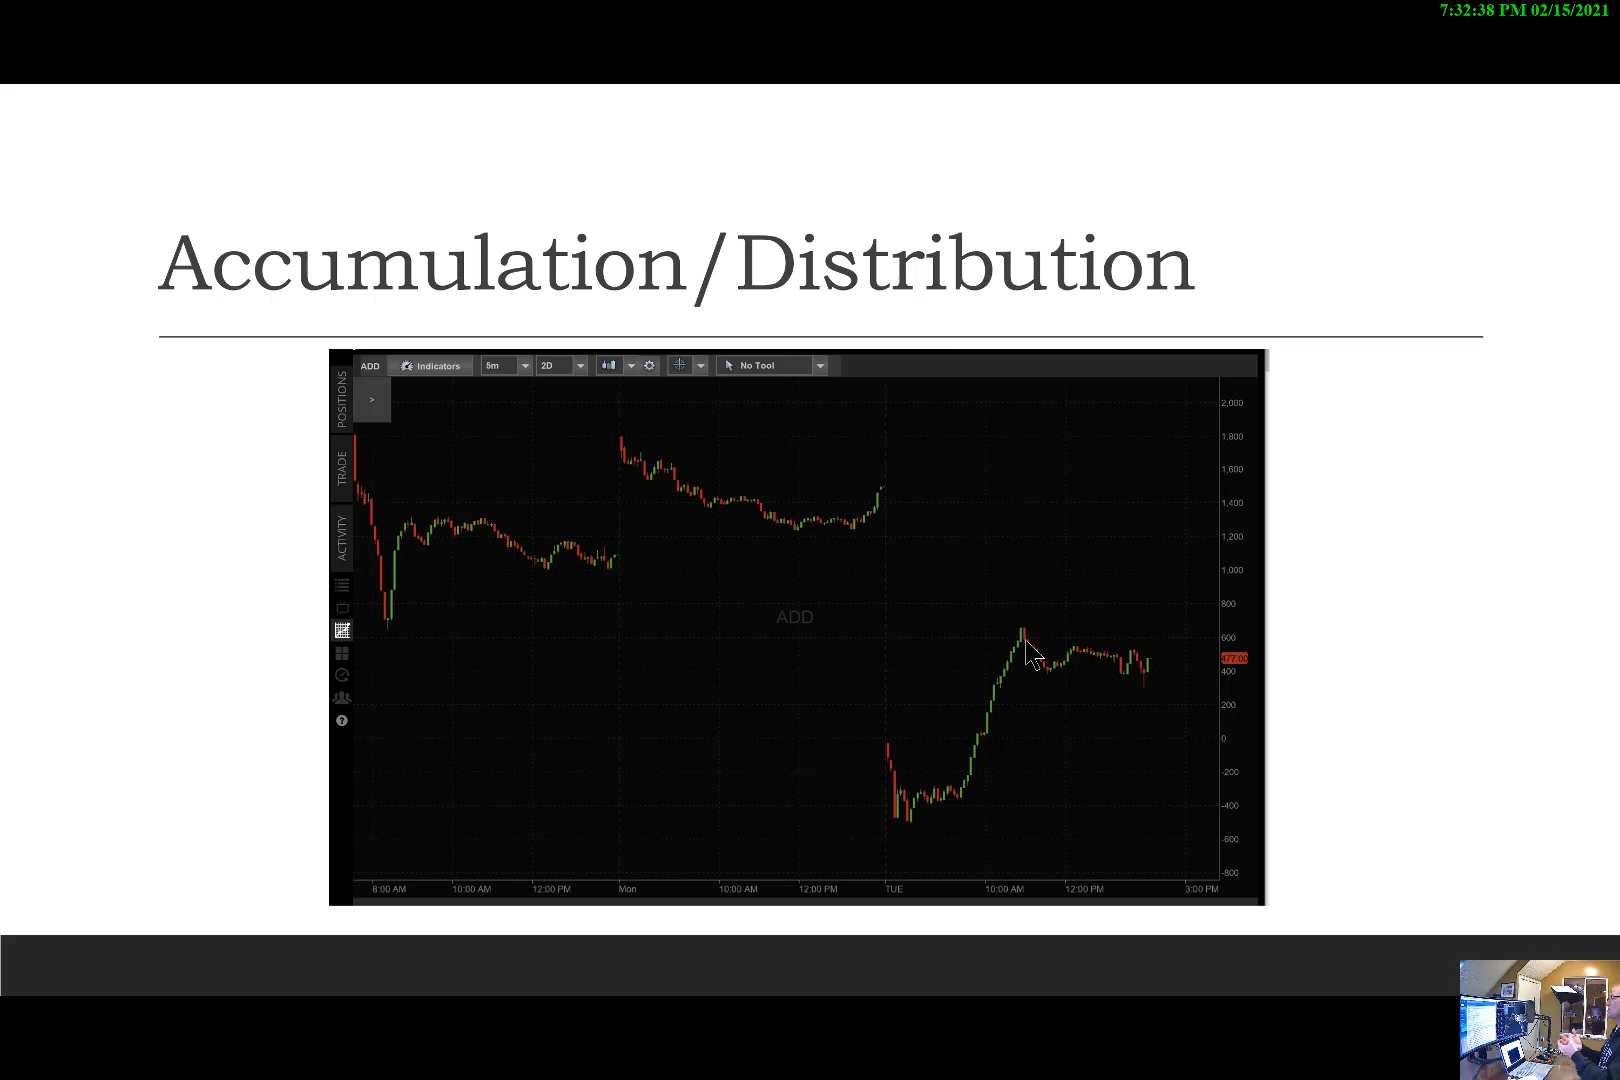 7:32:38 PM 02/15/2021
Accumulation/Distribution
ADD Indicators 5m 2D No Tool
>
POSITIONS
TRADE
ACTIVITY
?
ADD
2,000
1,800
1,600
1,400
1,200
1,000
800
600
477.00
400
200
0
-200
-400
-600
-800
8:00 AM 10:00 AM 12:00 PM Mon 10:00 AM 12:00 PM TUE 10:00 AM 12:00 PM 3:00 PM